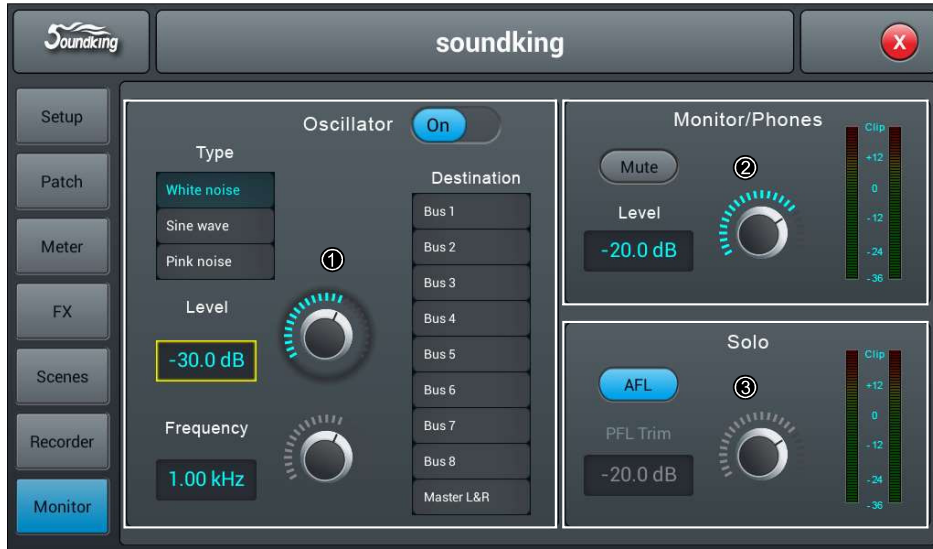 Soundking
soundking
X
Setup
Patch
Meter
FX
Scenes
Recorder
Monitor
Oscillator
On
Type
White noise
Sine wave
Pink noise
①
Level
-30.0 dB
Frequency
1.00 kHz
Destination
Bus 1
Bus 2
Bus 3
Bus 4
Bus 5
Bus 6
Bus 7
Bus 8
Master L&R
Monitor/Phones
Mute
②
Level
-20.0 dB
Clip
+12
0
-12
-24
-36
Solo
AFL
③
PFL Trim
-20.0 dB
Clip
+12
0
-12
-24
-36